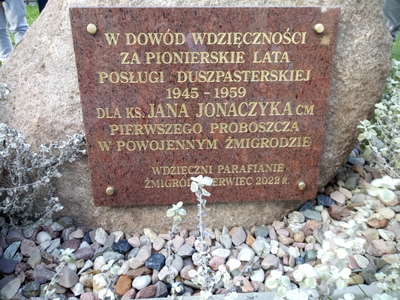 W DOWÓD WDZIĘCZNOŚCI
ZA PIONIERSKIE LATA
POSŁUGI DUSZPASTERSKIEJ
1945 - 1959
DLA KS. JANA JONACZYKA CM
PIERWSZEGO PROBOSZCZA
W POWOJENNYM ŻMIGRODZIE
WDZIĘCZNI PARAFIANIE
ŻMIGRÓD CZERWIEC 2022 R.